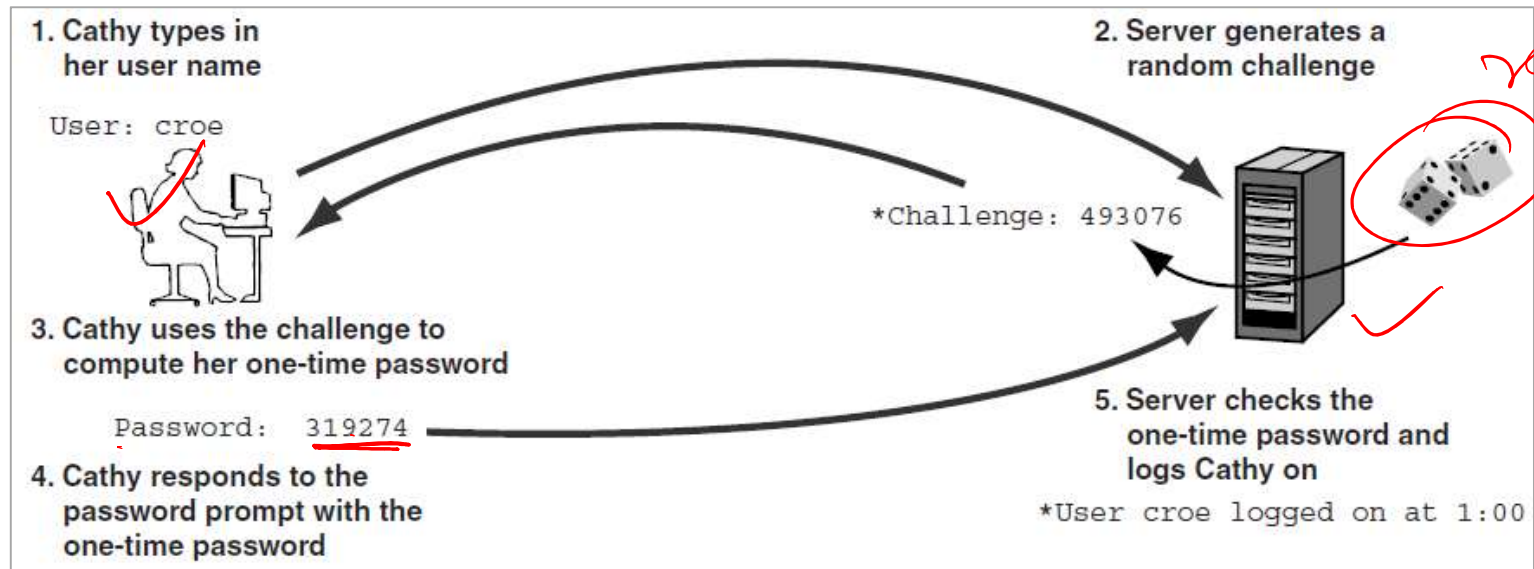 1. Cathy types in
her user name
User: croe
2. Server generates a
random challenge
*Challenge: 493076
3. Cathy uses the challenge to
compute her one-time password
Password: 319274
4. Cathy responds to the
password prompt with the
one-time password
5. Server checks the
one-time password and
logs Cathy on
*User croe logged on at 1:00